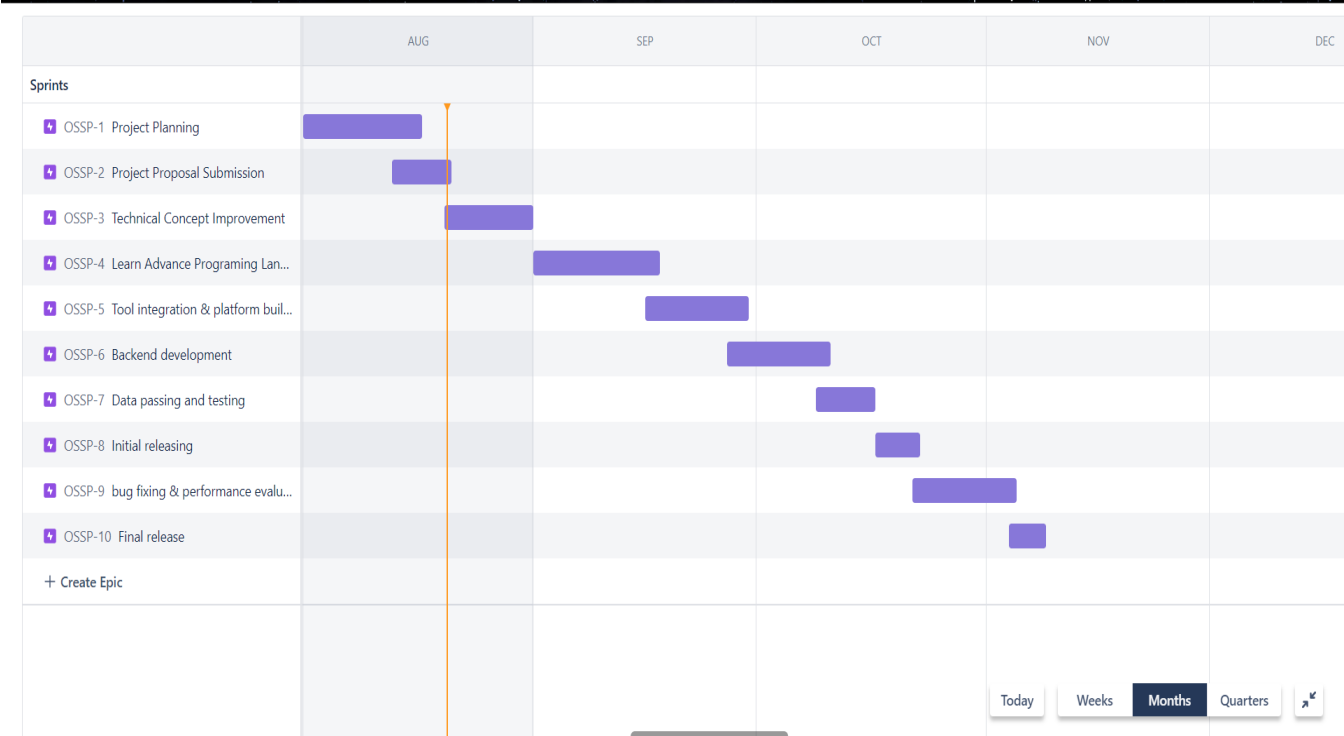 AUG SEP OCT NOV DEC
Sprints
OSSP-1 Project Planning
OSSP-2 Project Proposal Submission
OSSP-3 Technical Concept Improvement
OSSP-4 Learn Advance Programing Lan...
OSSP-5 Tool integration & platform buil...
OSSP-6 Backend development
OSSP-7 Data passing and testing
OSSP-8 Initial releasing
OSSP-9 bug fixing & performance evalu...
OSSP-10 Final release
+ Create Epic
Today Weeks Months Quarters